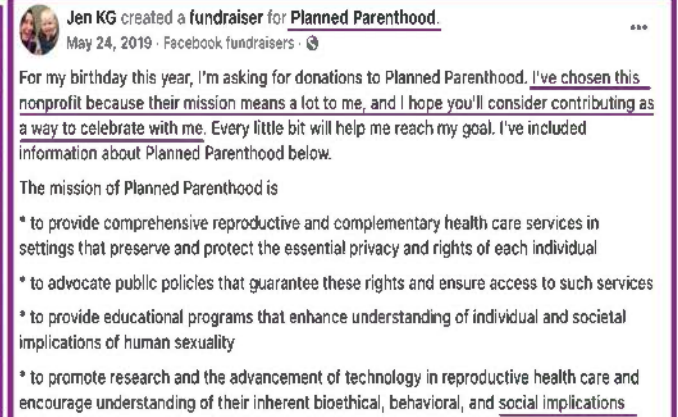 Jen KG created a fundraiser for Planned Parenthood.
May 24, 2019 · Facebook fundraisers ·
For my birthday this year, I'm asking for donations to Planned Parenthood. I've chosen this
nonprofit because their mission means a lot to me, and I hope you'll consider contributing as
a way to celebrate with me. Every little bit will help me reach my goal. I've included
information about Planned Parenthood below.
The mission of Planned Parenthood is
* to provide comprehensive reproductive and complementary health care services in
settings that preserve and protect the essential privacy and rights of each individual
* to advocate public policies that guarantee these rights and ensure access to such services
* to provide educational programs that enhance understanding of individual and societal
implications of human sexuality
* to promote research and the advancement of technology in reproductive health care and
encourage understanding of their inherent bioethical, behavioral, and social implications